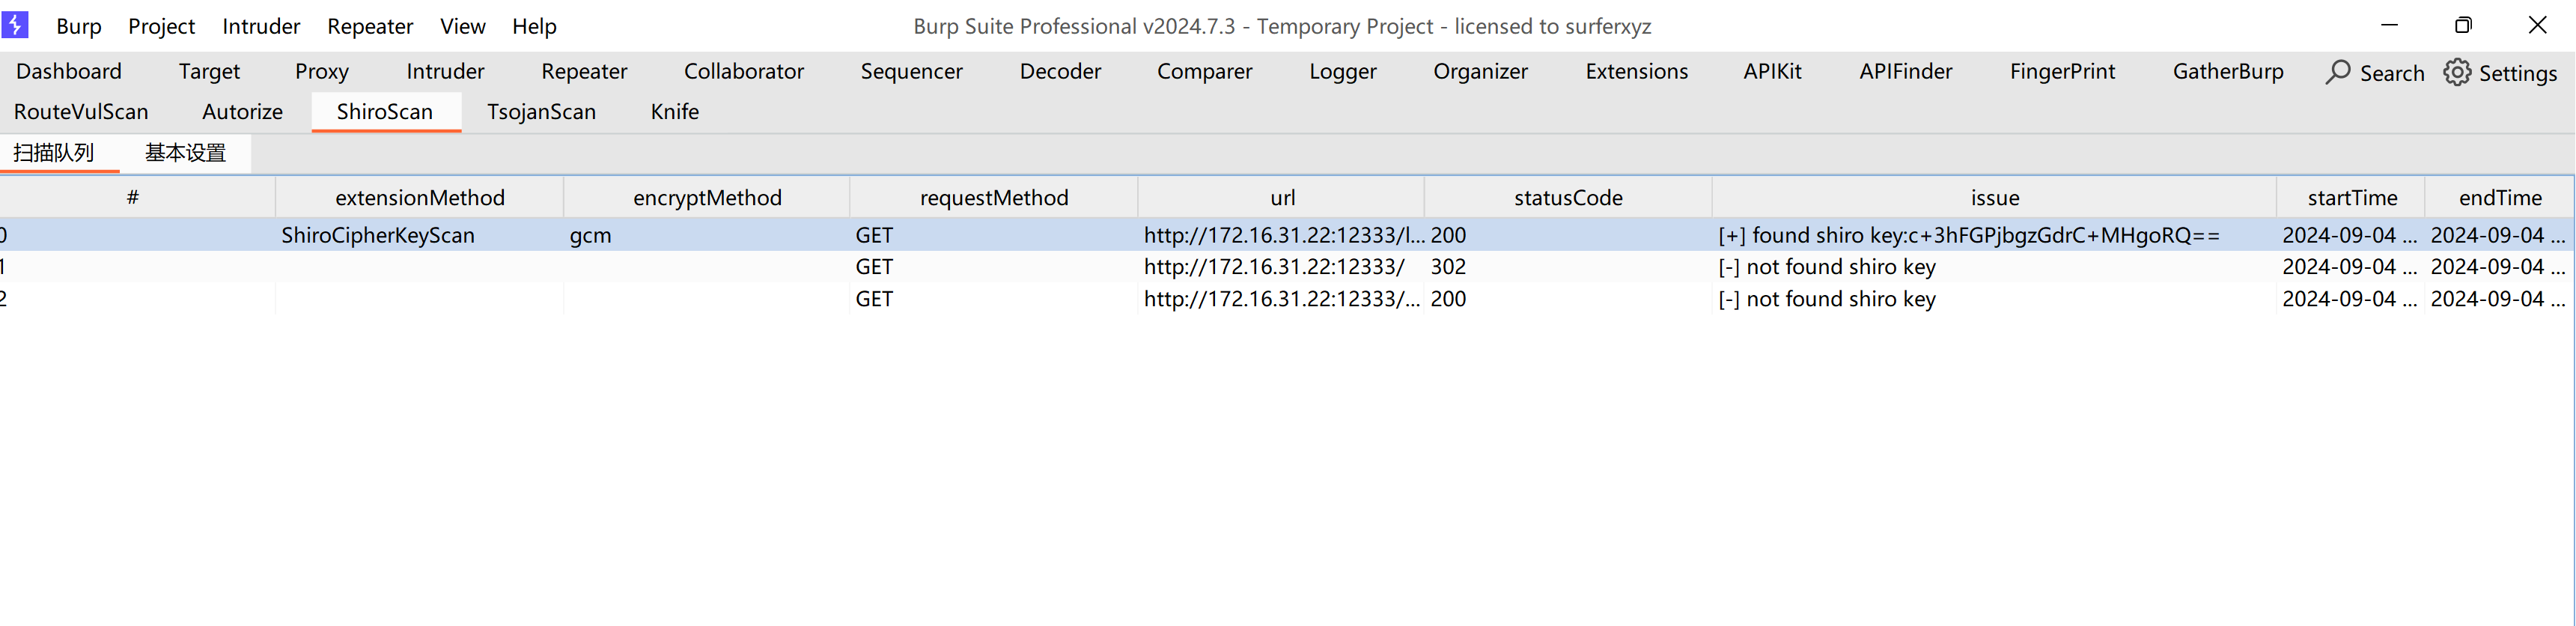 Burp Project Intruder Repeater View Help Burp Suite Professional v2024.7.3 - Temporary Project - licensed to surferxyz
Dashboard Target Proxy Intruder Repeater Collaborator Sequencer Decoder Comparer Logger Organizer Extensions APIKit APIFinder FingerPrint GatherBurp Search Settings
RouteVulScan Autorize ShiroScan TsojanScan Knife
扫描队列 基本设置
# extensionMethod encryptMethod requestMethod url statusCode issue startTime endTime
0 ShiroCipherKeyScan gcm GET http://172.16.31.22:12333/l... 200 [+] found shiro key:c+3hFGPjbgzGdrC+MHgoRQ== 2024-09-04 ... 2024-09-04 ...
1 GET http://172.16.31.22:12333/ 302 [-] not found shiro key 2024-09-04 ... 2024-09-04 ...
2 GET http://172.16.31.22:12333/... 200 [-] not found shiro key 2024-09-04 ... 2024-09-04 ...